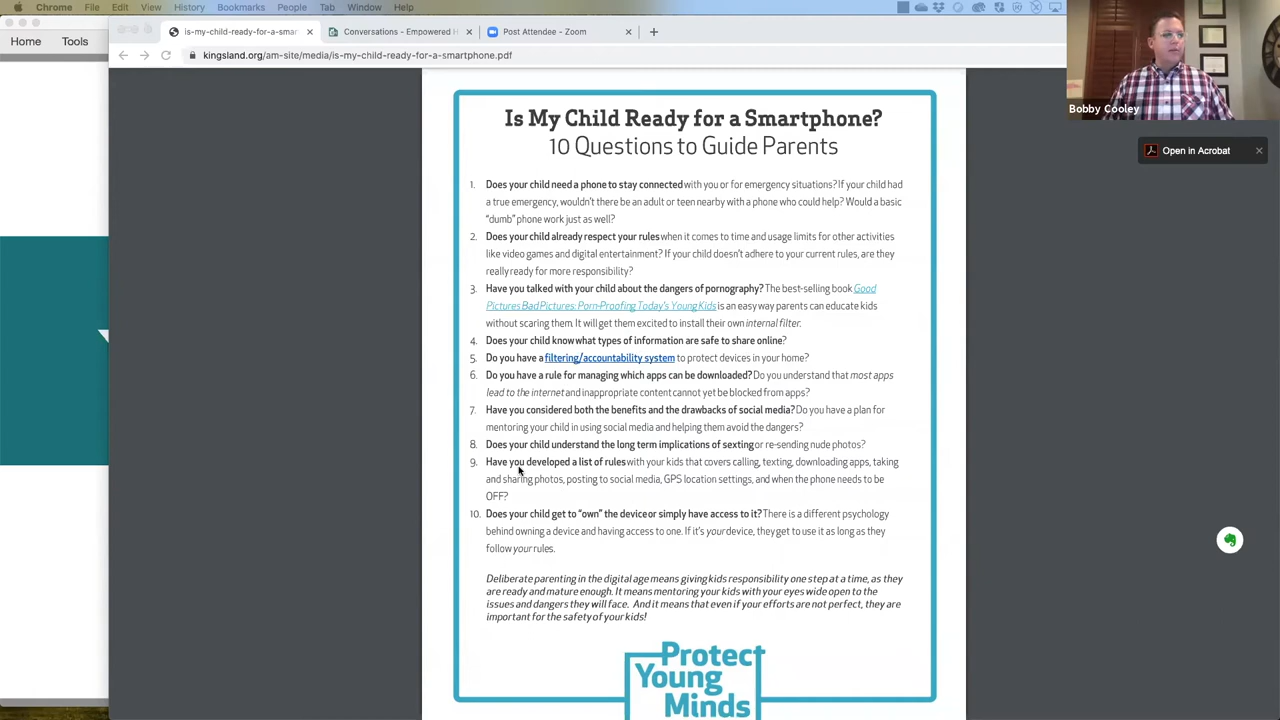 Chrome File Edit View History Bookmarks People Tab Window Help
is-my-child-ready-for-a-smar
Conversations - Empowered H
Post Attendee - Zoom
Home Tools
kingsland.org/am-site/media/is-my-child-ready-for-a-smartphone.pdf
Bobby Cooley
Open in Acrobat
Is My Child Ready for a Smartphone?
10 Questions to Guide Parents
1. Does your child need a phone to stay connected with you or for emergency situations? If your child had
a true emergency, wouldn't there be an adult or teen nearby with a phone who could help? Would a basic
"dumb" phone work just as well?
2. Does your child already respect your rules when it comes to time and usage limits for other activities
like video games and digital entertainment? If your child doesn't adhere to your current rules, are they
really ready for more responsibility?
3. Have you talked with your child about the dangers of pornography? The best-selling book Good
Pictures Bad Pictures: Porn-Proofing Today's Young Kids is an easy way parents can educate kids
without scaring them. It will get them excited to install their own internal filter.
4. Does your child know what types of information are safe to share online?
5. Do you have a filtering/accountability system to protect devices in your home?
6. Do you have a rule for managing which apps can be downloaded? Do you understand that most apps
lead to the internet and inappropriate content cannot yet be blocked from apps?
7. Have you considered both the benefits and the drawbacks of social media? Do you have a plan for
mentoring your child in using social media and helping them avoid the dangers?
8. Does your child understand the long term implications of sexting or re-sending nude photos?
9. Have you developed a list of rules with your kids that covers calling, texting, downloading apps, taking
and sharing photos, posting to social media, GPS location settings, and when the phone needs to be
OFF?
10. Does your child get to "own" the device or simply have access to it? There is a different psychology
behind owning a device and having access to one. If it's your device, they get to use it as long as they
follow your rules.
Deliberate parenting in the digital age means giving kids responsibility one step at a time, as they
are ready and mature enough. It means mentoring your kids with your eyes wide open to the
issues and dangers they will face. And it means that even if your efforts are not perfect, they are
important for the safety of your kids!
Protect
Young
Minds